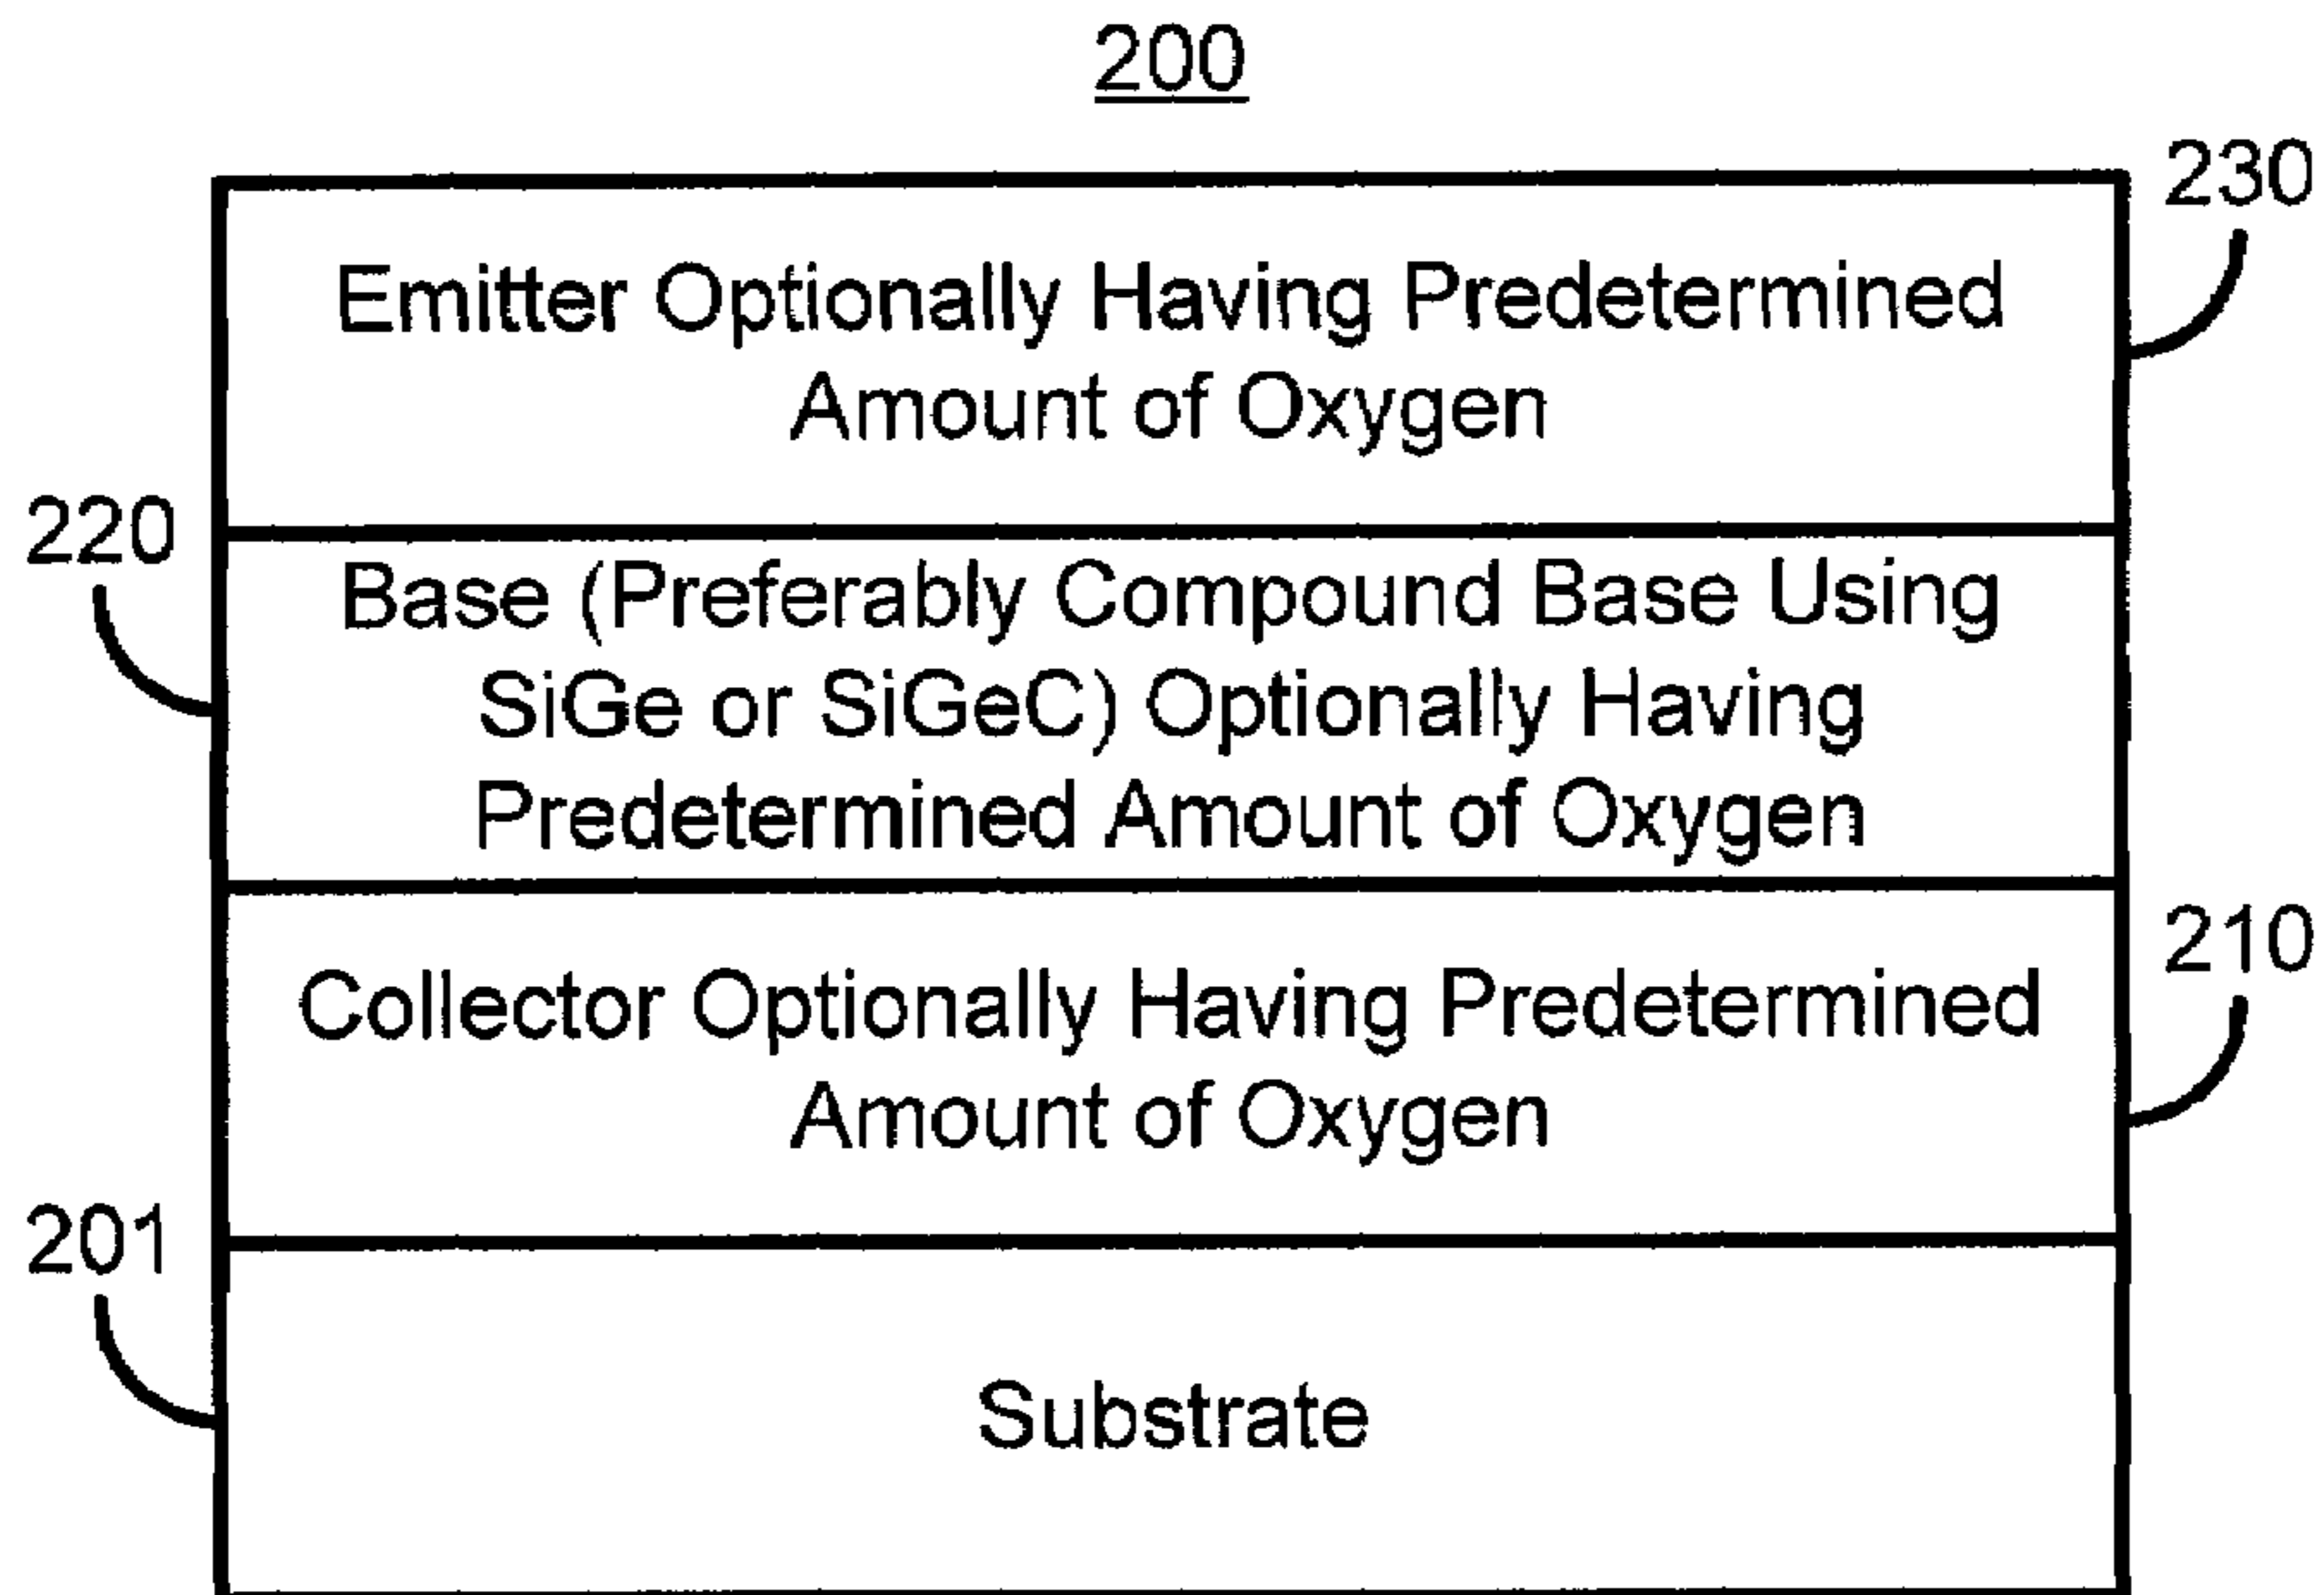 200
230
Emitter Optionally Having Predetermined
Amount of Oxygen
220
Base (Preferably Compound Base Using
SiGe or SiGeC) Optionally Having
Predetermined Amount of Oxygen
210
Collector Optionally Having Predetermined
Amount of Oxygen
201
Substrate